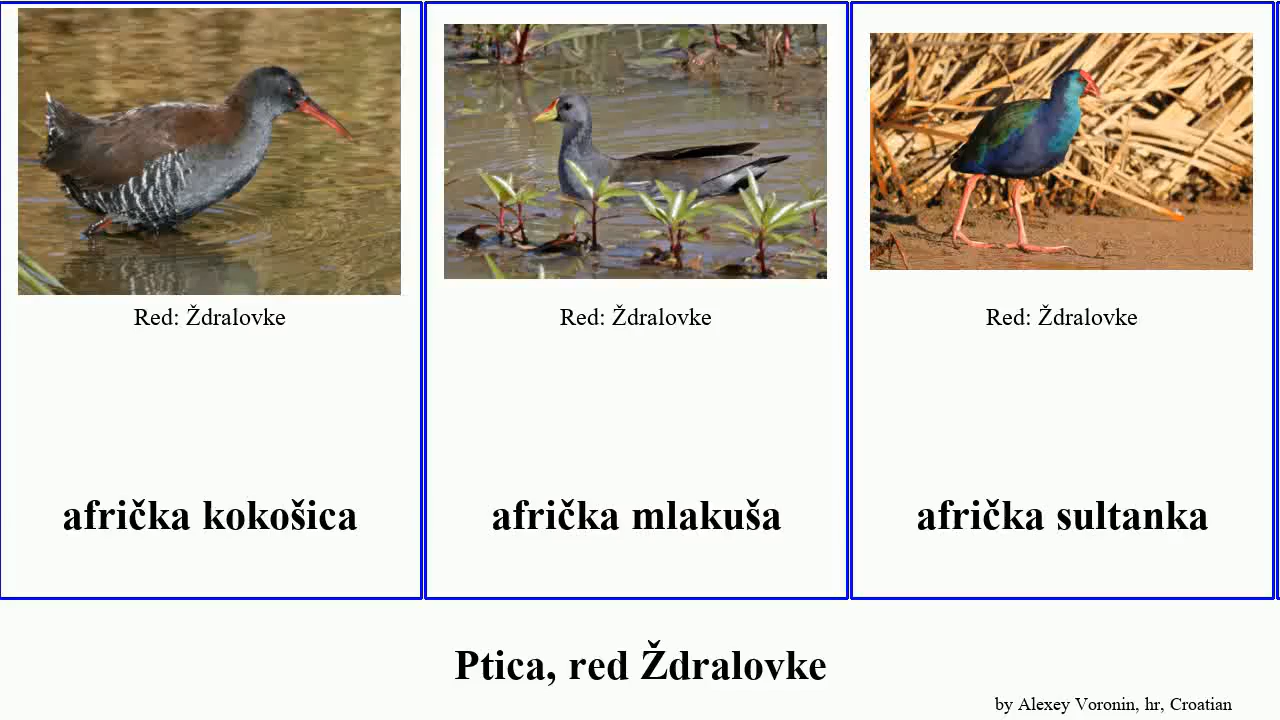 Red: Ždralovke
afrička kokošica
Red: Ždralovke
afrička mlakuša
Red: Ždralovke
afrička sultanka
Ptica, red Ždralovke
by Alexey Voronin, hr, Croatian